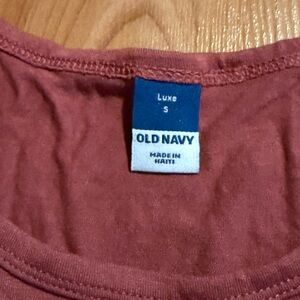 Luxe
S
OLD NAVY
MADE IN
HAITI